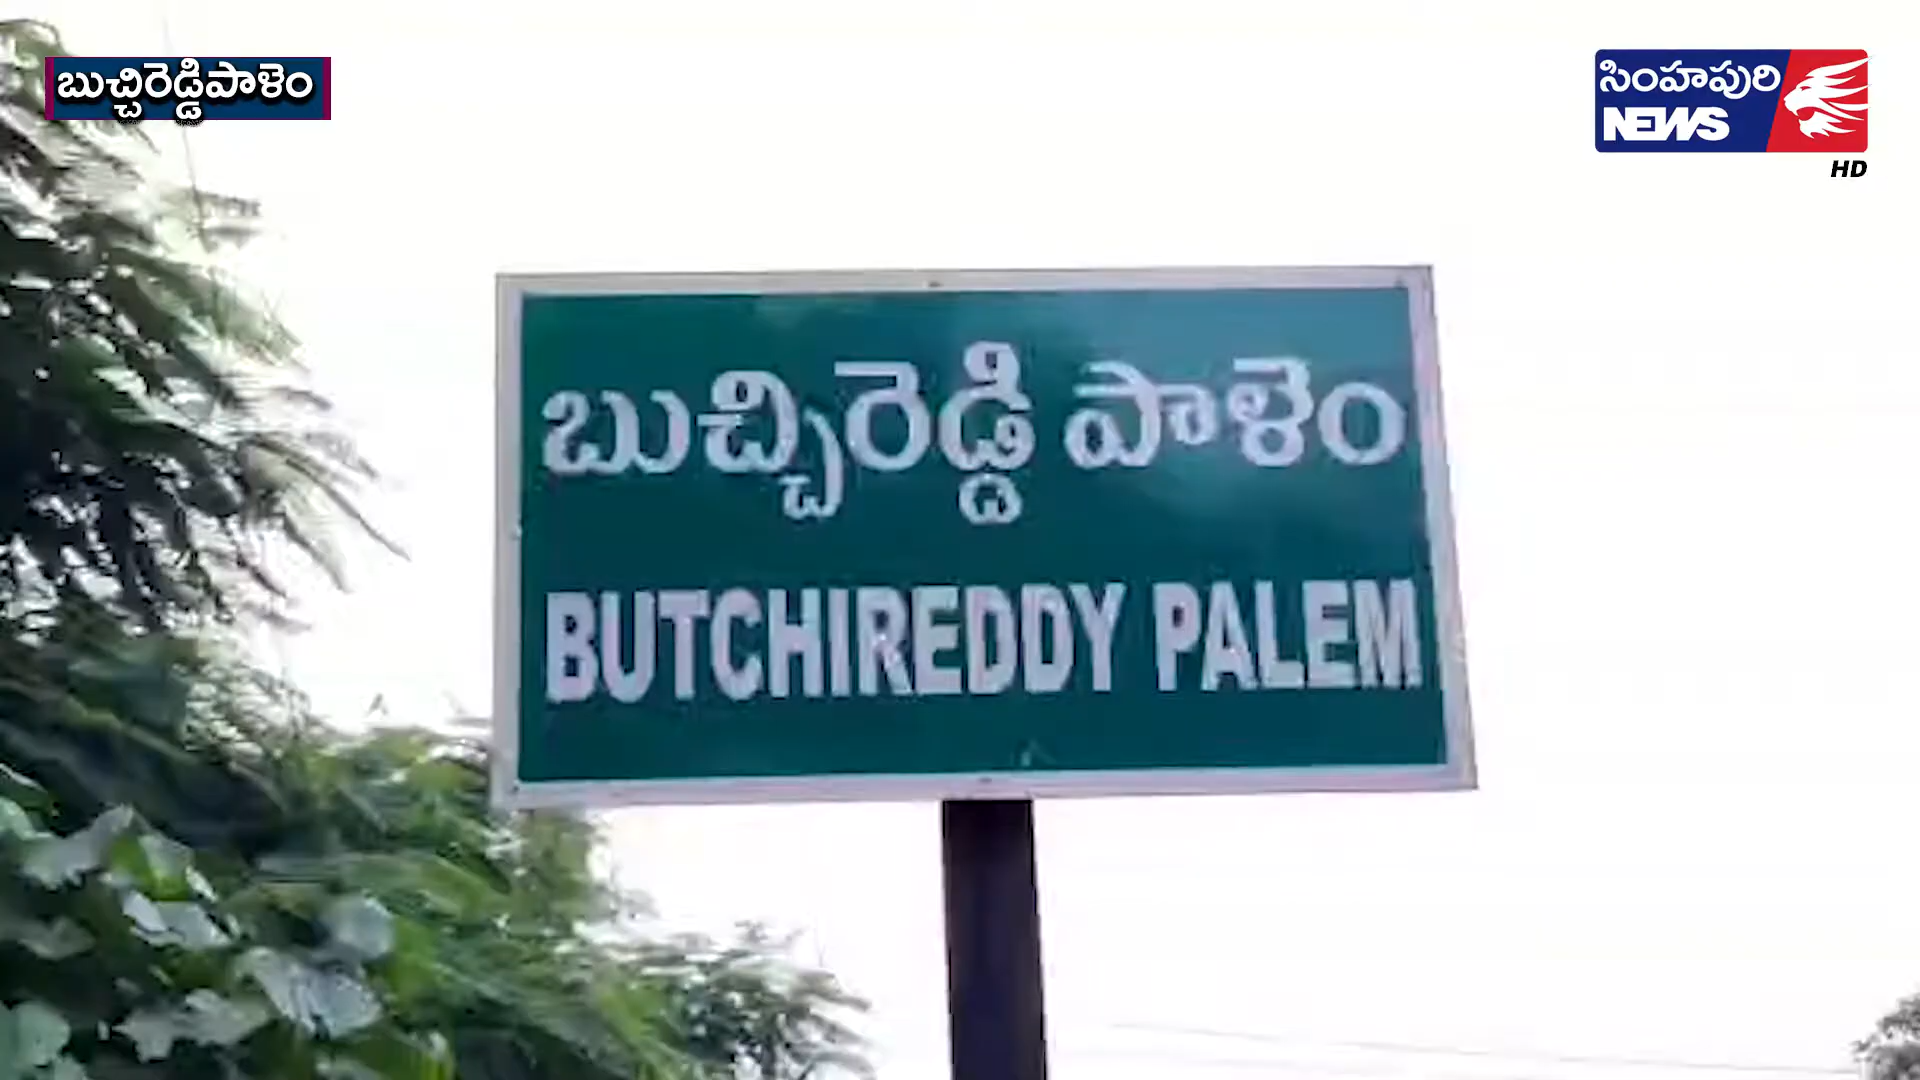 బుచ్చిరెడ్డిపాళెం
సింహపురి
NEWS
HD
బుచ్చిరెడ్డి పాళెం
BUTCHIREDDY PALEM